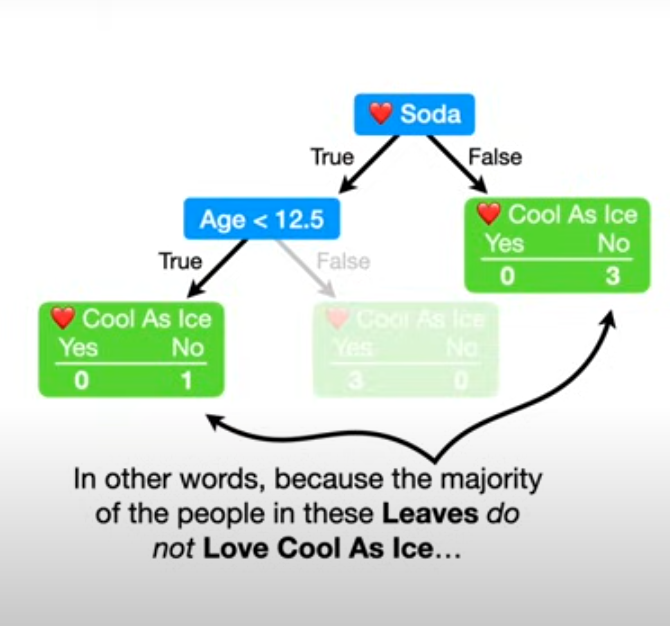 ❤️ Soda
True
False
Age < 12.5
❤️ Cool As Ice
Yes No
0 3
True
False
❤️ Cool As Ice
Yes No
0 1
❤️ Cool As Ice
Yes No
3 0
In other words, because the majority
of the people in these Leaves do
not Love Cool As Ice...